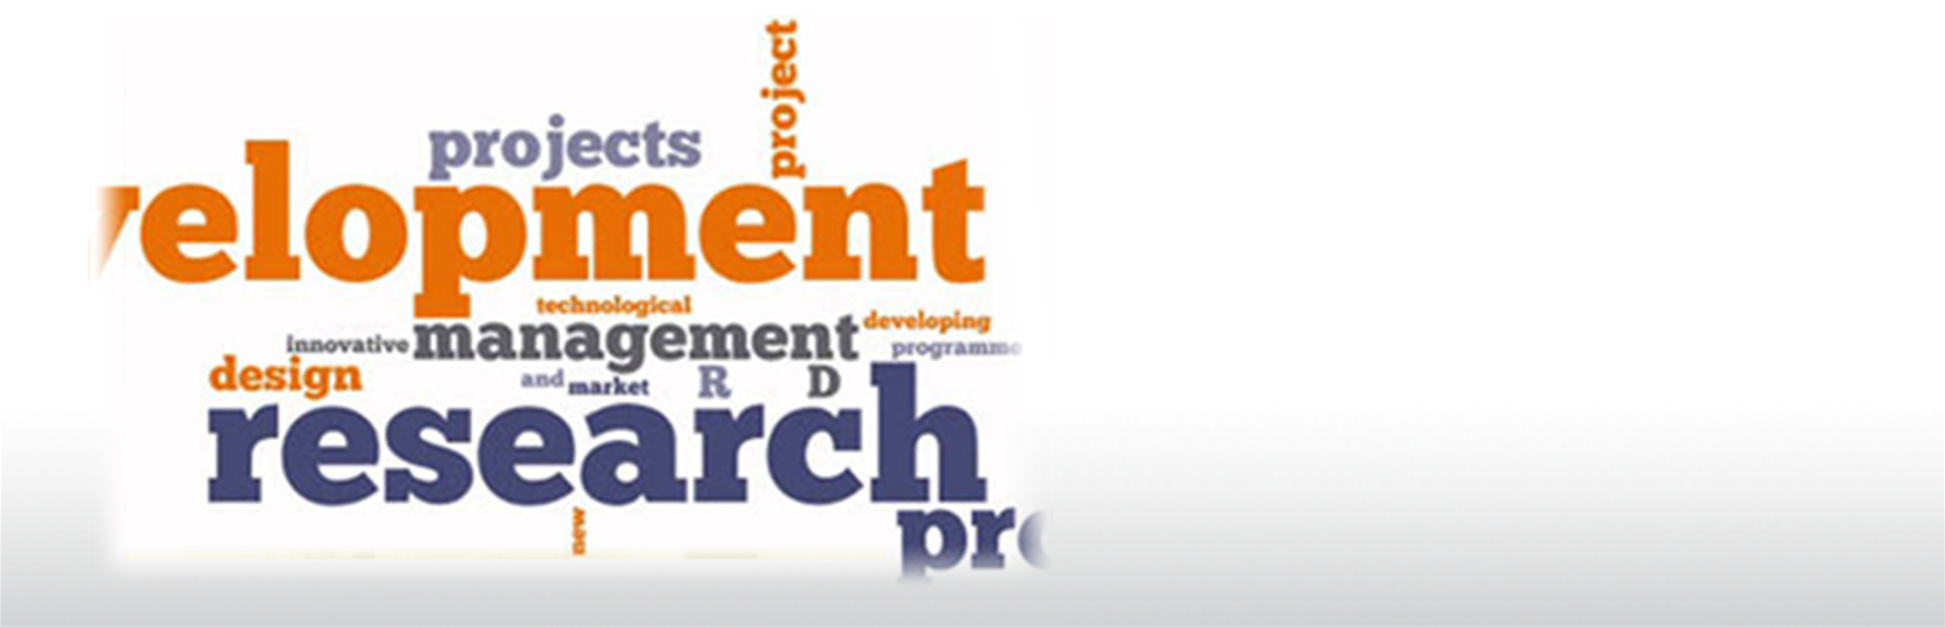 project
projects
velopment
technological
developing
innovative management
programme
design
and market R D
research
new
pro